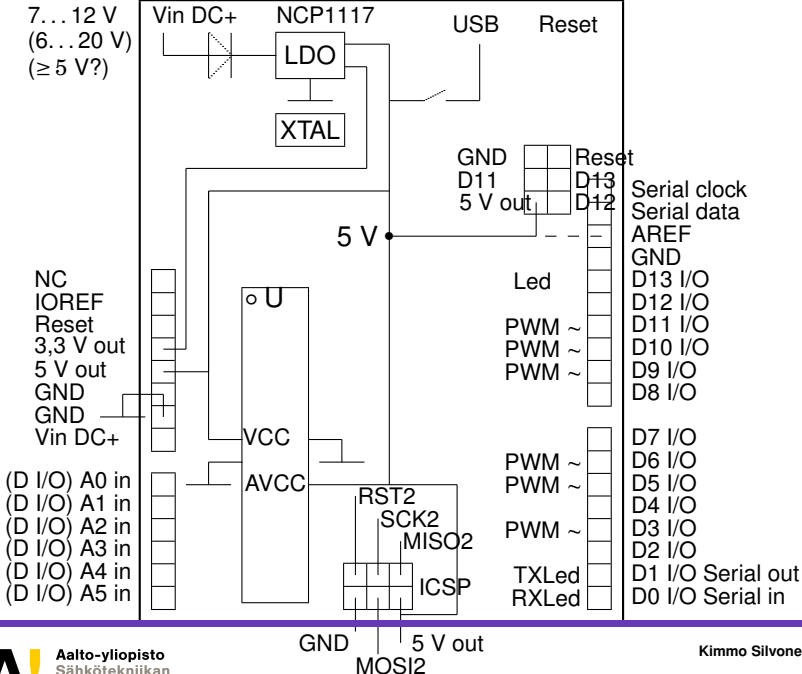 7...12 V
(6...20 V)
(≥ 5 V?)
Vin DC+
NCP1117
LDO
XTAL
USB
Reset
GND
Reset
D11
D13
5 V out
D12
Serial clock
Serial data
AREF
GND
D13 I/O
D12 I/O
D11 I/O
D10 I/O
D9 I/O
D8 I/O
5 V
Led
PWM ~
PWM ~
PWM ~
NC
IOREF
Reset
3,3 V out
5 V out
GND
GND
Vin DC+
U
VCC
AVCC
(D I/O) A0 in
(D I/O) A1 in
(D I/O) A2 in
(D I/O) A3 in
(D I/O) A4 in
(D I/O) A5 in
RST2
SCK2
MISO2
ICSP
PWM ~
PWM ~
PWM ~
TXLed
RXLed
D7 I/O
D6 I/O
D5 I/O
D4 I/O
D3 I/O
D2 I/O
D1 I/O Serial out
D0 I/O Serial in
GND
5 V out
MOSI2
A!
Aalto-yliopisto
Sähkötekniikan
Kimmo Silvone